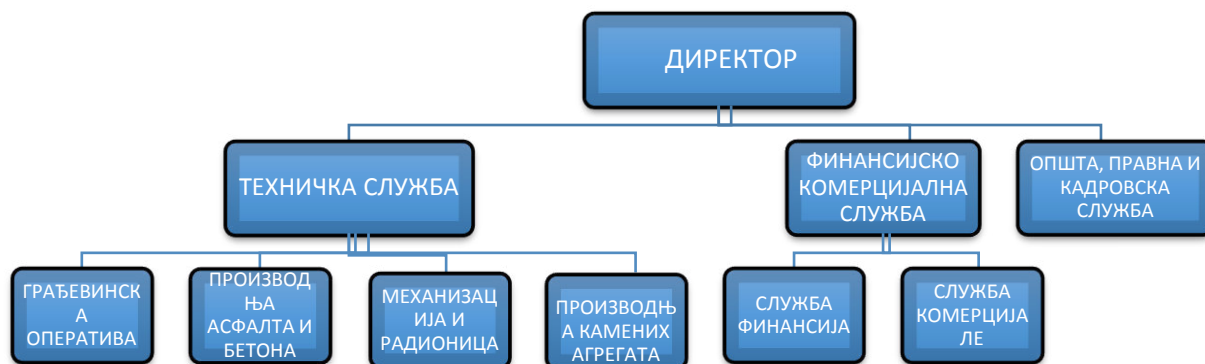 ДИРЕКТОР
ТЕХНИЧКА СЛУЖБА
ФИНАНСИЈСКО
КОМЕРЦИЈАЛНА
СЛУЖБА
ОПШТА, ПРАВНА И
КАДРОВСКА
СЛУЖБА
ГРАЂЕВИНСК
А
ОПЕРАТИВА
ПРОИЗВОД
ЊА
АСФАЛТА И
БЕТОНА
МЕХАНИЗАЦ
ИЈА И
РАДИОНИЦА
ПРОИЗВОДЊ
А КАМЕНИХ
АГРЕГАТА
СЛУЖБА
ФИНАНСИЈА
СЛУЖБА
КОМЕРЦИЈА
ЛЕ